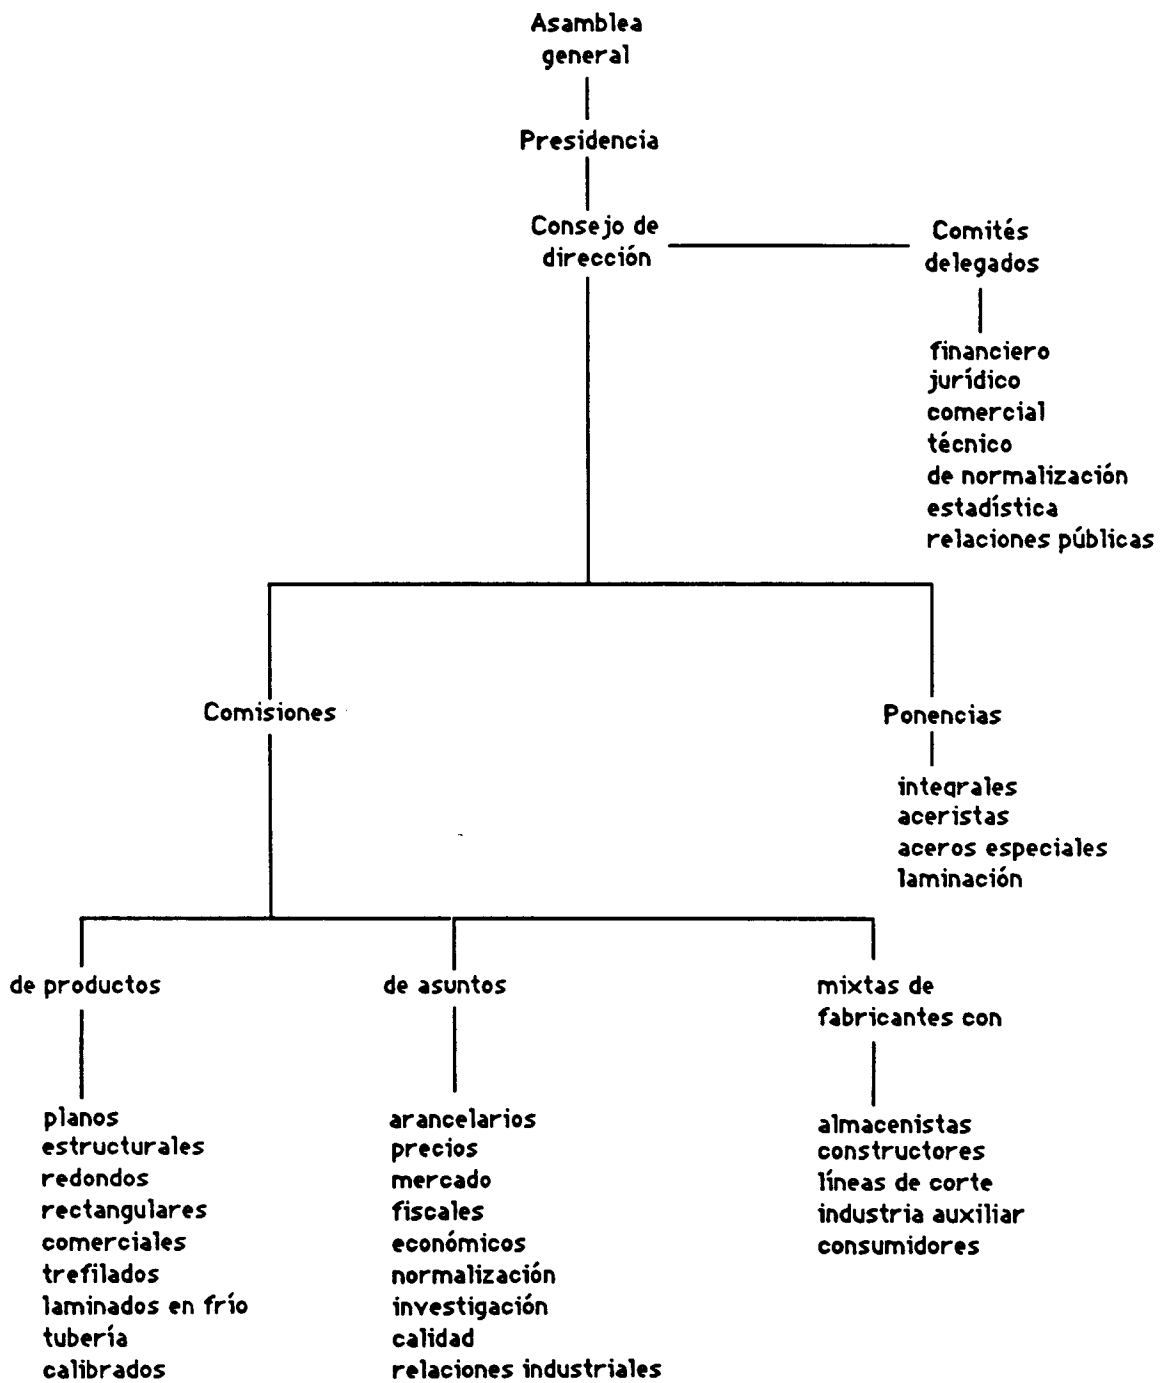 Asamblea
general
Presidencia
Consejo de
dirección
Comités
delegados
financiero
jurídico
comercial
técnico
de normalización
estadística
relaciones públicas
Comisiones
Ponencias
integrales
aceristas
aceros especiales
laminación
de productos
planos
estructurales
redondos
rectangulares
comerciales
trefilados
laminados en frío
tubería
calibrados
de asuntos
arancelarios
precios
mercado
fiscales
económicos
normalización
investigación
calidad
relaciones industriales
mixtas de
fabricantes con
almacenistas
constructores
líneas de corte
industria auxiliar
consumidores